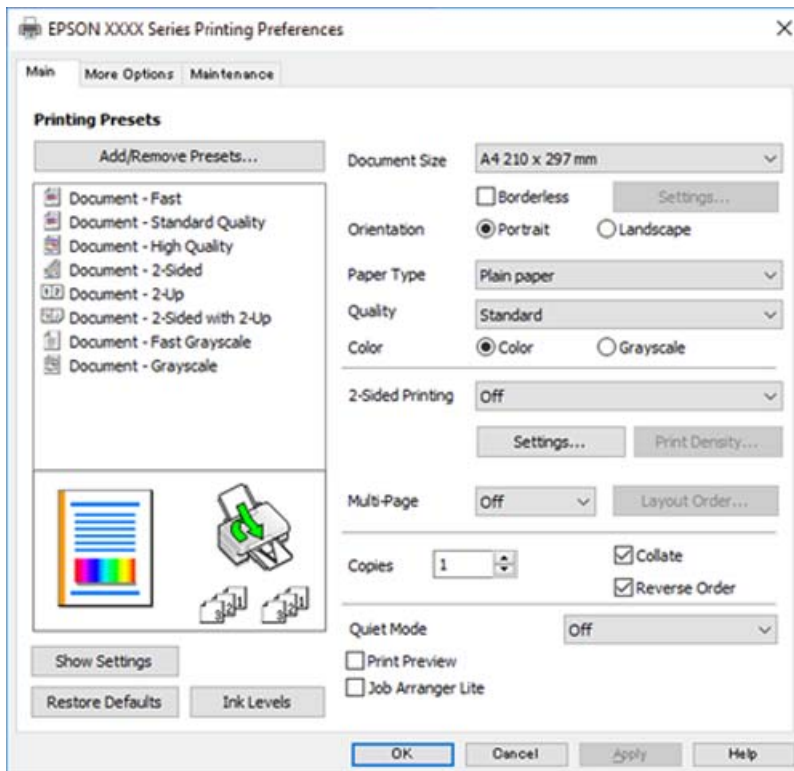 EPSON XXXX Series Printing Preferences
Main More Options Maintenance
Printing Presets
Add/Remove Presets...
Document - Fast
Document - Standard Quality
Document - High Quality
Document - 2-Sided
Document - 2-Up
Document - 2-Sided with 2-Up
Document - Fast Grayscale
Document - Grayscale
Show Settings
Restore Defaults Ink Levels
Document Size A4 210 x 297 mm
Borderless Settings...
Orientation Portrait Landscape
Paper Type Plain paper
Quality Standard
Color Color Grayscale
2-Sided Printing Off
Settings... Print Density...
Multi-Page Off Layout Order...
Copies 1 Collate
Reverse Order
Quiet Mode Off
Print Preview
Job Arranger Lite
OK Cancel Apply Help